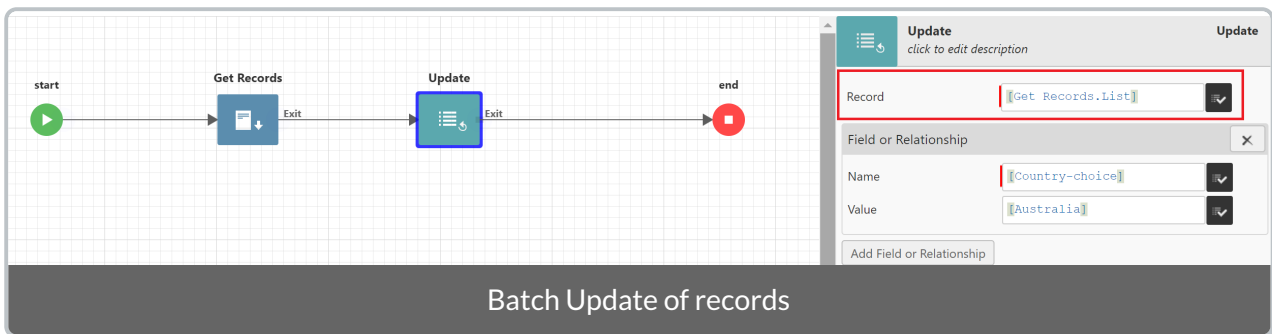 start
Get Records
Update
end
Exit
Exit
Update
Update
click to edit description
Record
[Get Records.List]
Field or Relationship
Name
[Country-choice]
Value
[Australia]
Add Field or Relationship
Batch Update of records